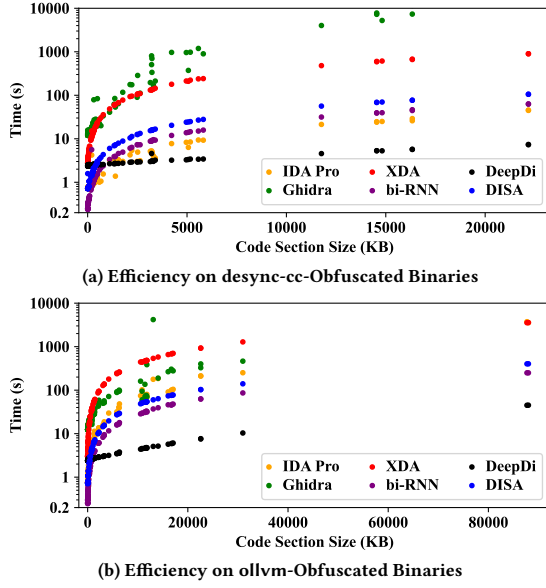 10000
1000
100
10
1
0.2
Time (s)
IDA Pro XDA DeepDi
Ghidra bi-RNN DISA
0 5000 10000 15000 20000
Code Section Size (KB)
(a) Efficiency on desync-cc-Obfuscated Binaries
10000
1000
100
10
1
0.2
Time (s)
IDA Pro XDA DeepDi
Ghidra bi-RNN DISA
0 20000 40000 60000 80000
Code Section Size (KB)
(b) Efficiency on ollvm-Obfuscated Binaries